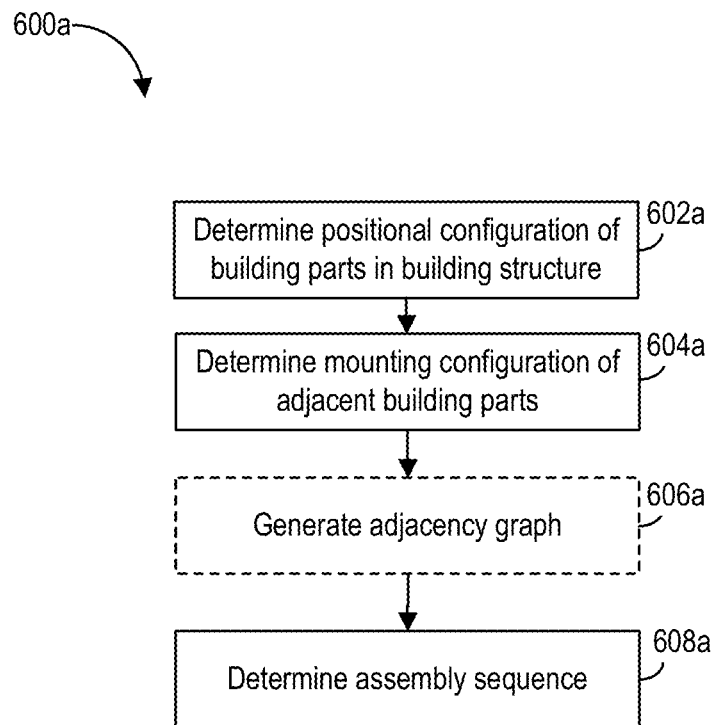 600a
602a
Determine positional configuration of
building parts in building structure
604a
Determine mounting configuration of
adjacent building parts
606a
Generate adjacency graph
608a
Determine assembly sequence